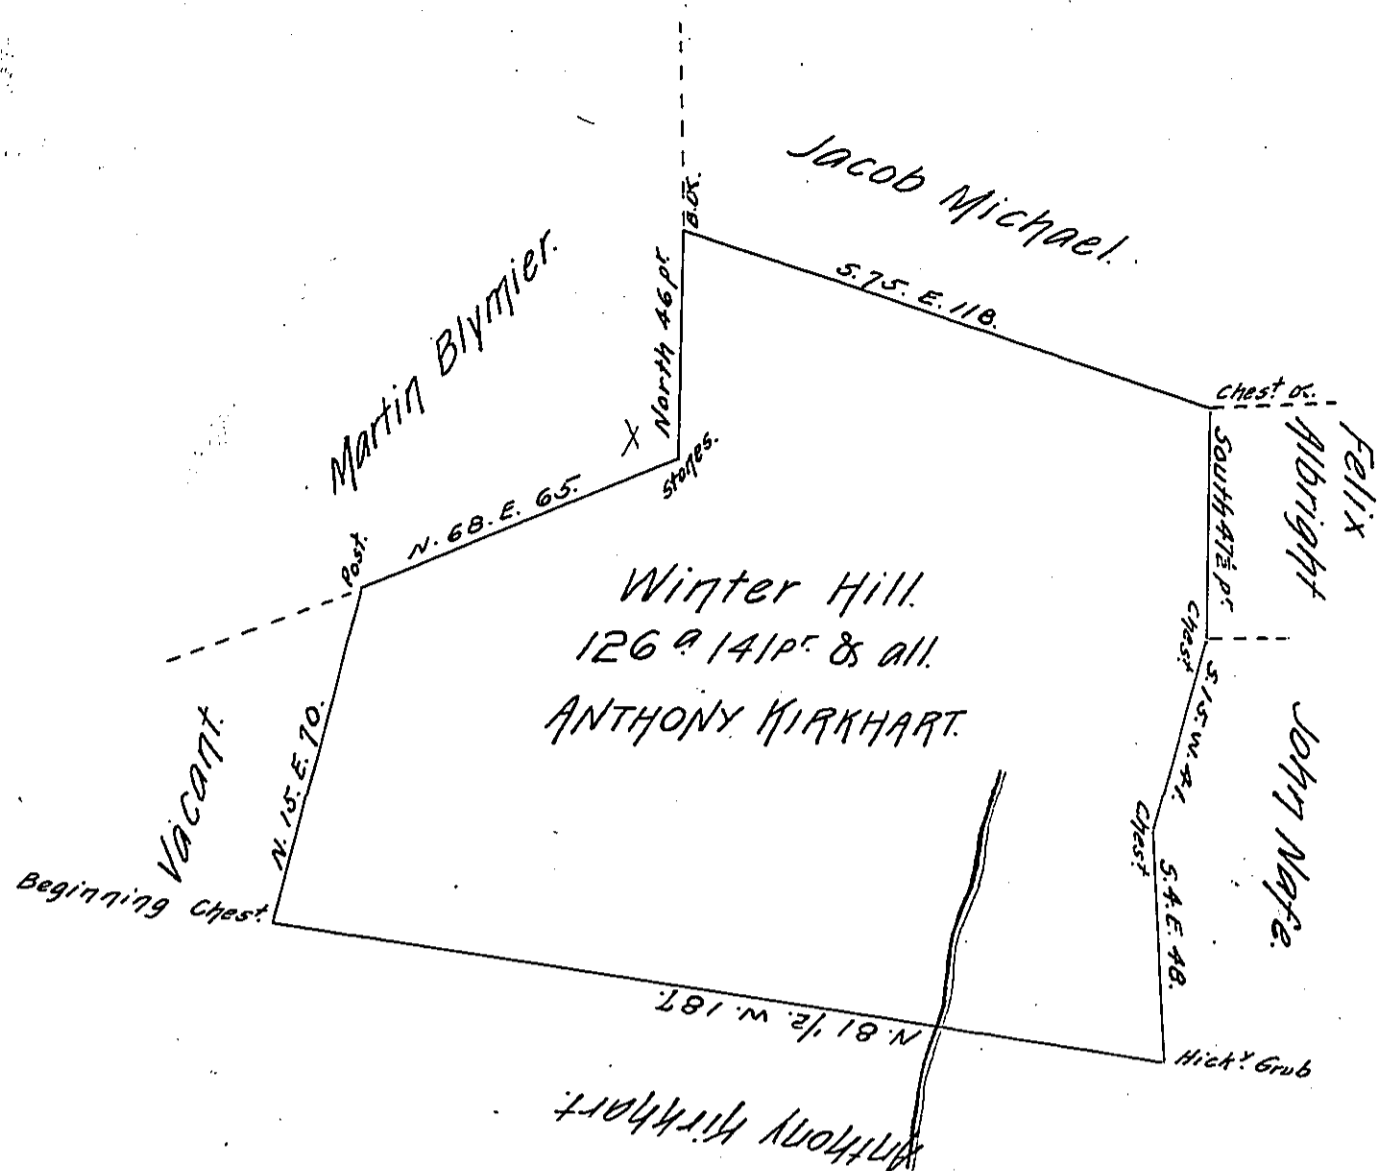 Jacob Michael.
B.O.
S. 75. E. 118.
Martin Blymier.
North 46 pr.
X
Stones.
Chest. O.
Felix
Albright
South 47½ pr.
N. 68. E. 65.
Post.
Winter Hill.
126 a. 141 pr. & all.
ANTHONY KIRKHART.
Chest.
S. 15. W. 41.
John Nafe.
Vacant.
N. 15. E. 70.
Chest
S. 4. E. 48.
Beginning Chest.
N. 81 1/2. W. 187.
Hick.y Grub
Anthony Kirkhart.